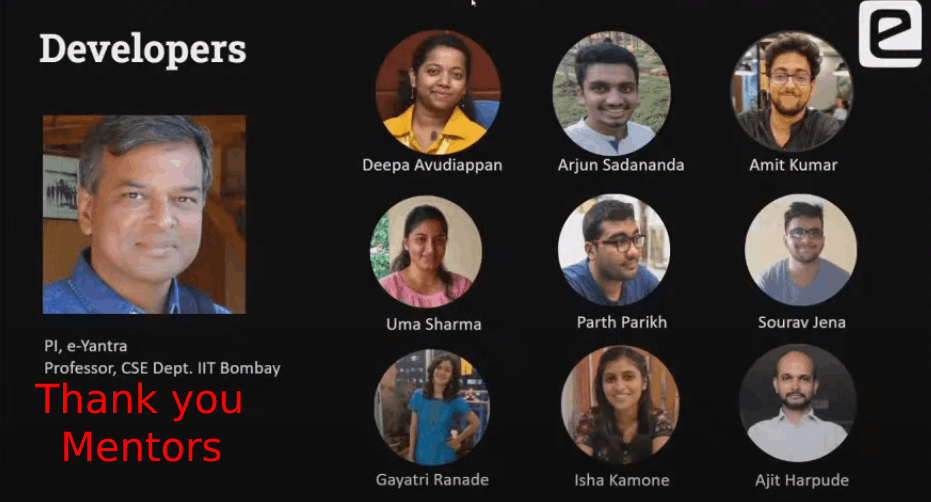 Developers
Deepa Avudiappan
Arjun Sadananda
Amit Kumar
Uma Sharma
Parth Parikh
Sourav Jena
PI, e-Yantra
Professor, CSE Dept. IIT Bombay
Thank you
Mentors
Gayatri Ranade
Isha Kamone
Ajit Harpude
e